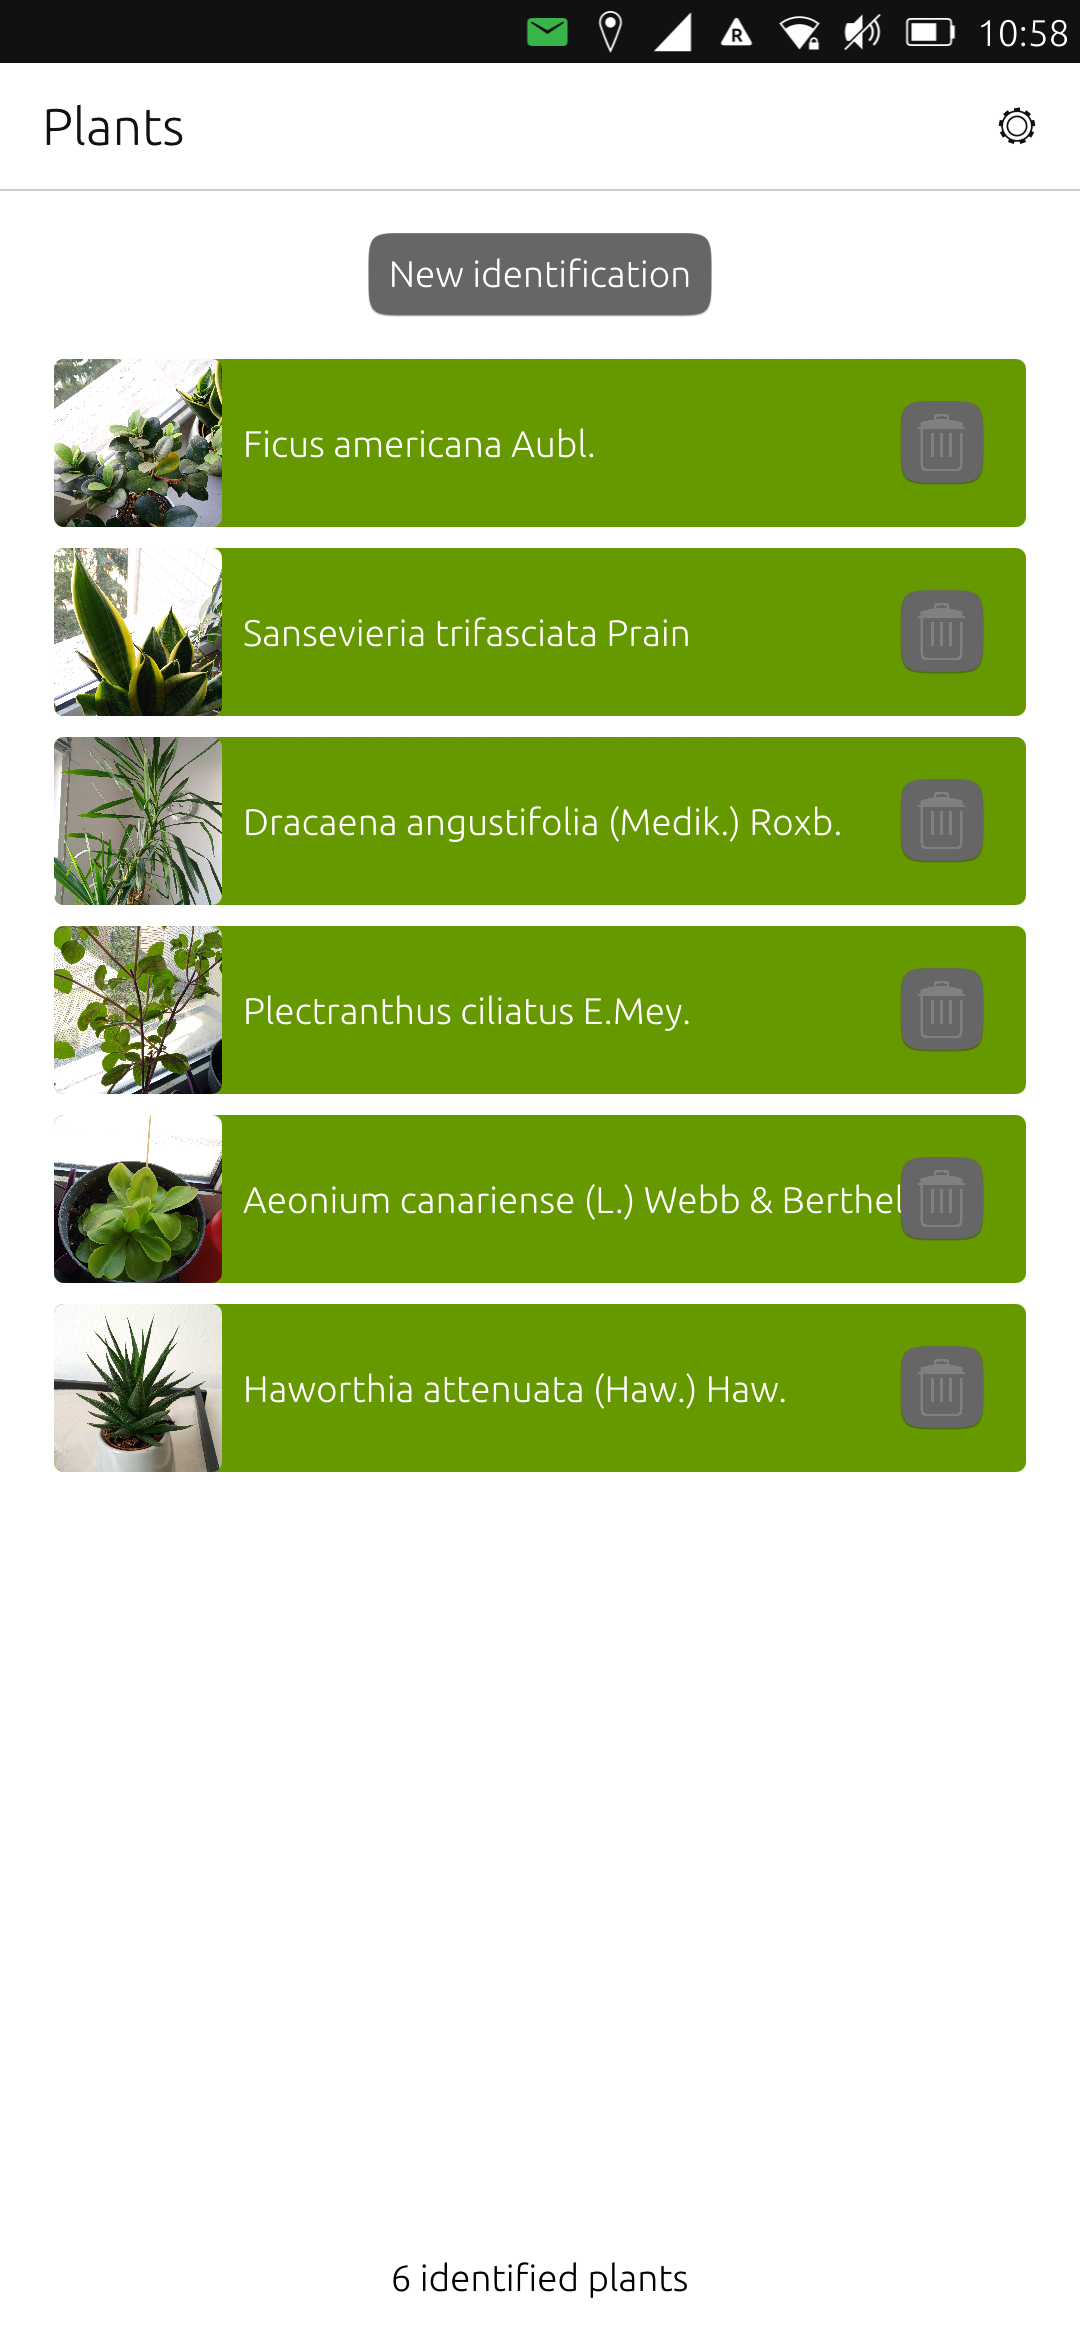 10:58
Plants
New identification
Ficus americana Aubl.
Sansevieria trifasciata Prain
Dracaena angustifolia (Medik.) Roxb.
Plectranthus ciliatus E.Mey.
Aeonium canariense (L.) Webb & Berthel
Haworthia attenuata (Haw.) Haw.
6 identified plants